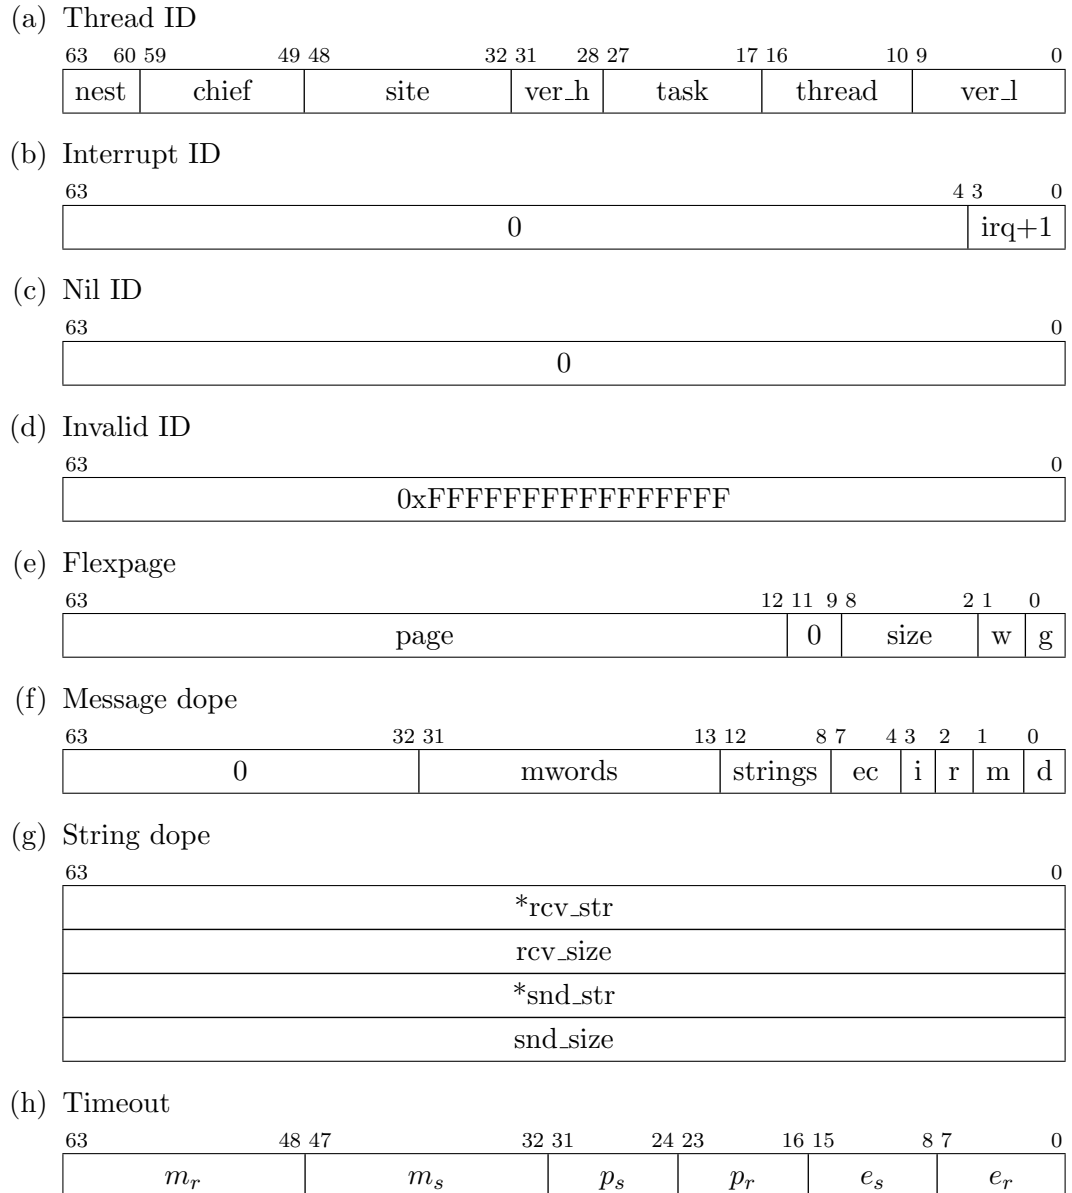 (a) Thread ID
63 60 59 49 48 32 31 28 27 17 16 10 9 0
nest chief site ver_h task thread ver_l
(b) Interrupt ID
63 4 3 0
0 irq+1
(c) Nil ID
63 0
0
(d) Invalid ID
63 0
0xFFFFFFFFFFFFFFFF
(e) Flexpage
63 12 11 9 8 2 1 0
page 0 size w g
(f) Message dope
63 32 31 13 12 8 7 4 3 2 1 0
0 mwords strings ec i r m d
(g) String dope
63 0
*rcv_str
rcv_size
*snd_str
snd_size
(h) Timeout
63 48 47 32 31 24 23 16 15 8 7 0
m_r m_s p_s p_r e_s e_r